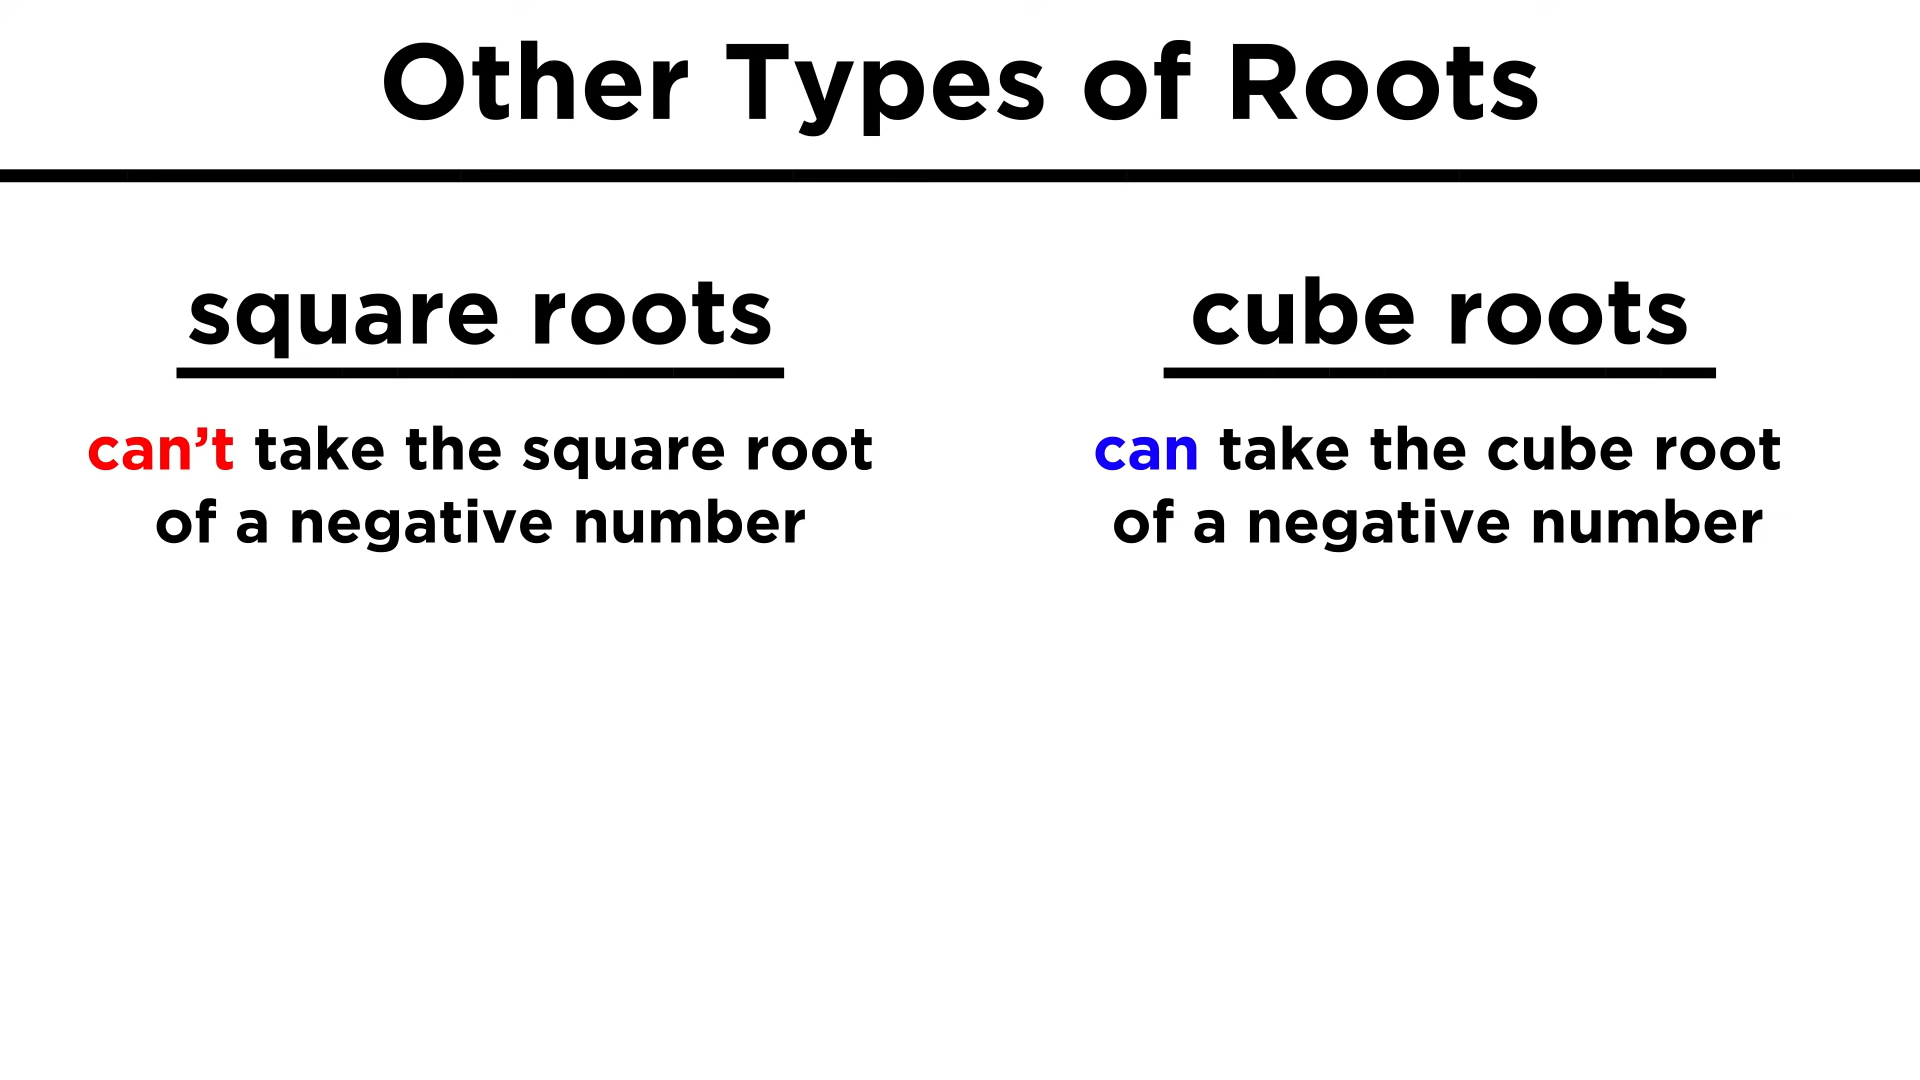 Other Types of Roots
square roots
can’t take the square root
of a negative number
cube roots
can take the cube root
of a negative number